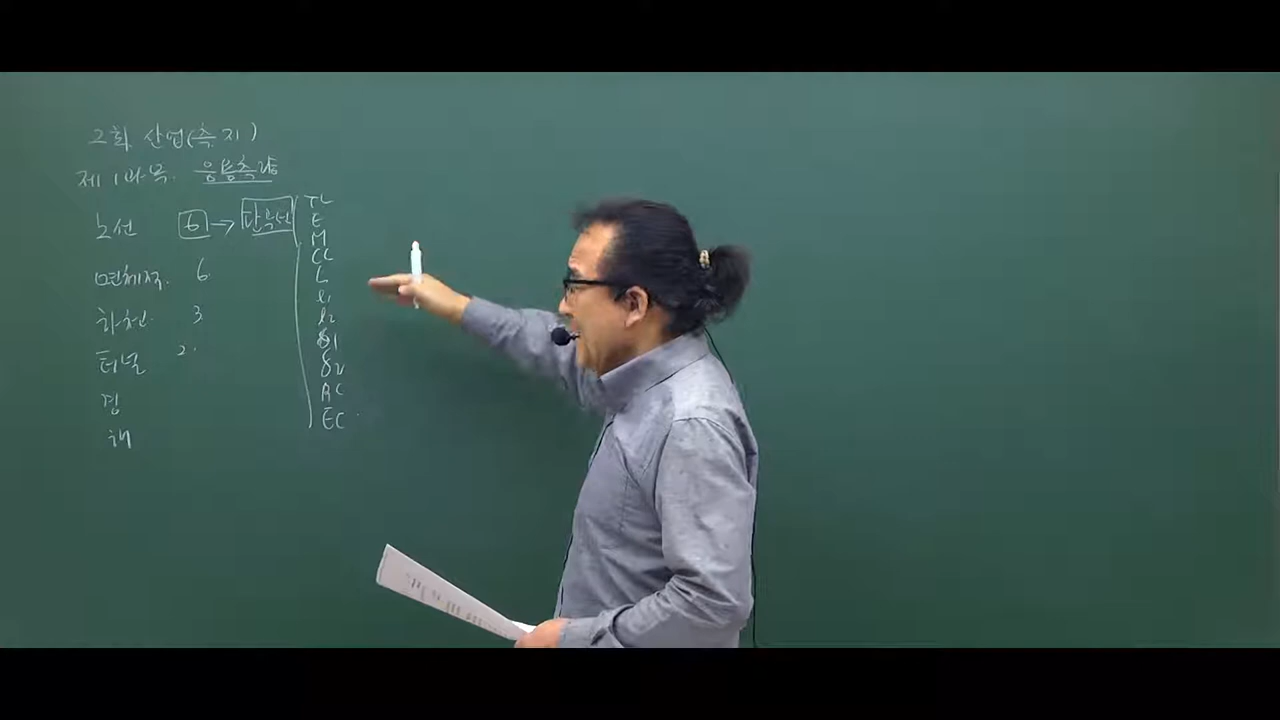 2회 산업(측지)
제1과목. 응용측량
노선 6 → 단곡선
면체적. 6
하천. 3
터널 2.
경
해
TL
E
M
CL
L
l1
l2
δ1
δ2
AC
EC